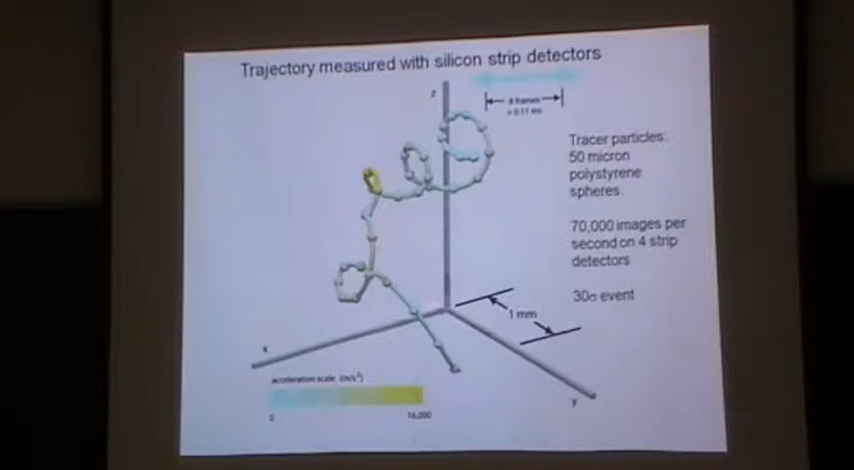 Trajectory measured with silicon strip detectors
z
8 frames
= 0.11 ms
Tracer particles:
50 micron
polystyrene
spheres.
70,000 images per
second on 4 strip
detectors
30σ event
1 mm
x
y
acceleration scale (m/s²)
0
16,000